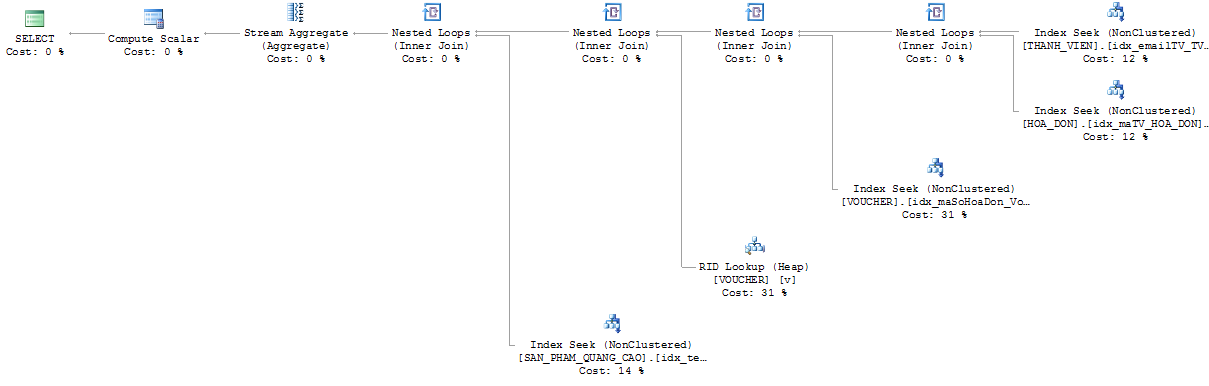 SELECT
Cost: 0 %
Compute Scalar
Cost: 0 %
Stream Aggregate
(Aggregate)
Cost: 0 %
Nested Loops
(Inner Join)
Cost: 0 %
Nested Loops
(Inner Join)
Cost: 0 %
Nested Loops
(Inner Join)
Cost: 0 %
Nested Loops
(Inner Join)
Cost: 0 %
Index Seek (NonClustered)
[THANH_VIEN].[idx_emailTV_TV…
Cost: 12 %
Index Seek (NonClustered)
[HOA_DON].[idx_maTV_HOA_DON]…
Cost: 12 %
Index Seek (NonClustered)
[VOUCHER].[idx_maSoHoaDon_Vo…
Cost: 31 %
RID Lookup (Heap)
[VOUCHER] [v]
Cost: 31 %
Index Seek (NonClustered)
[SAN_PHAM_QUANG_CAO].[idx_te…
Cost: 14 %